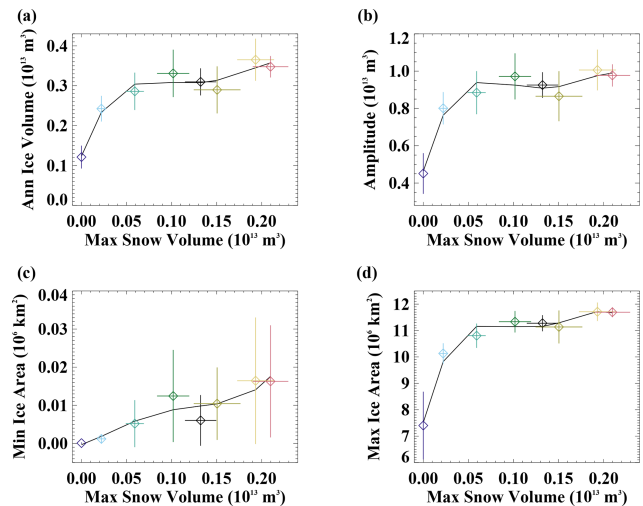 (a)
Ann Ice Volume (10¹³ m³)
0.4
0.3
0.2
0.1
0.0
0.00 0.05 0.10 0.15 0.20
Max Snow Volume (10¹³ m³)
(b)
Amplitude (10¹³ m³)
1.0
0.8
0.6
0.4
0.00 0.05 0.10 0.15 0.20
Max Snow Volume (10¹³ m³)
(c)
Min Ice Area (10⁶ km²)
0.04
0.03
0.02
0.01
0.00
0.00 0.05 0.10 0.15 0.20
Max Snow Volume (10¹³ m³)
(d)
Max Ice Area (10⁶ km²)
12
11
10
9
8
7
6
0.00 0.05 0.10 0.15 0.20
Max Snow Volume (10¹³ m³)